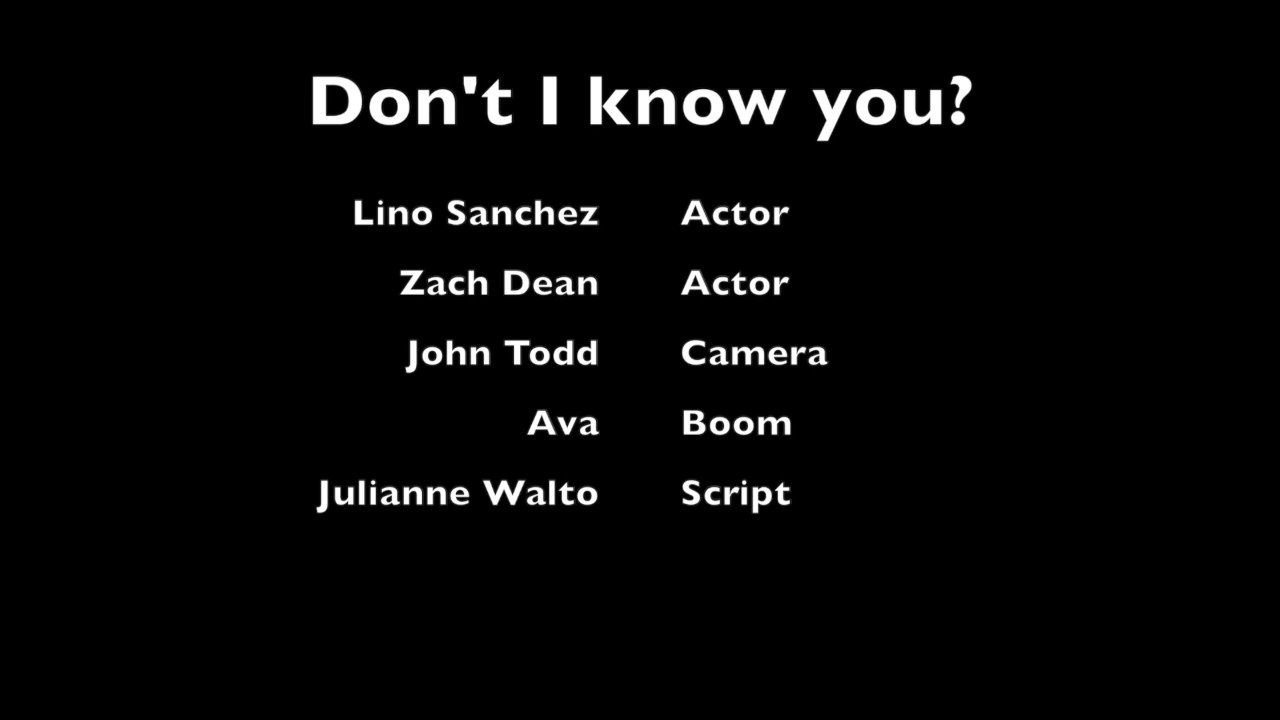 Don't I know you?
Lino Sanchez Actor
Zach Dean Actor
John Todd Camera
Ava Boom
Julianne Walto Script